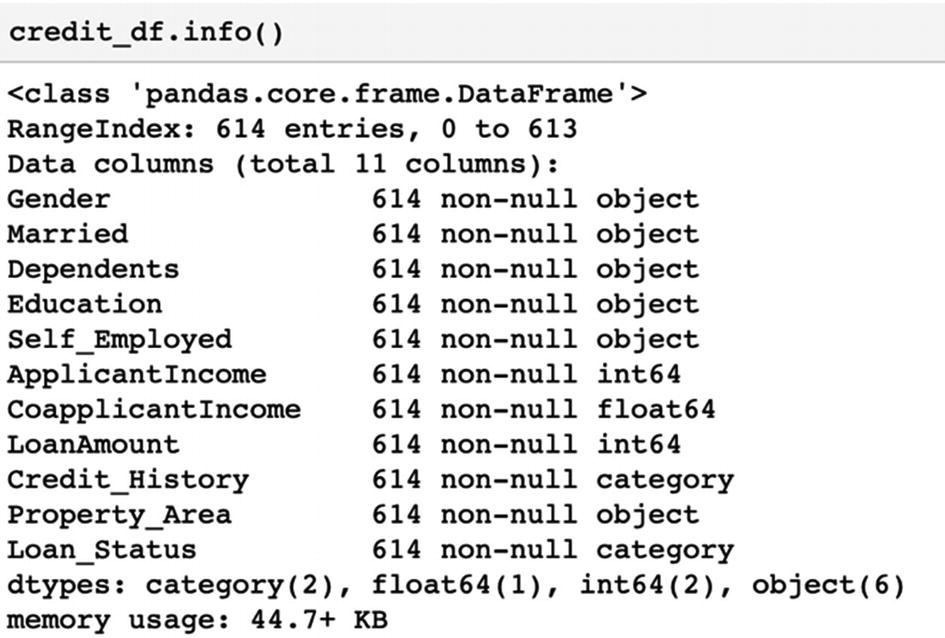 credit_df.info()
<class 'pandas.core.frame.DataFrame'>
RangeIndex: 614 entries, 0 to 613
Data columns (total 11 columns):
Gender               614 non-null object
Married              614 non-null object
Dependents           614 non-null object
Education            614 non-null object
Self_Employed        614 non-null object
ApplicantIncome      614 non-null int64
CoapplicantIncome    614 non-null float64
LoanAmount           614 non-null int64
Credit_History       614 non-null category
Property_Area        614 non-null object
Loan_Status          614 non-null category
dtypes: category(2), float64(1), int64(2), object(6)
memory usage: 44.7+ KB